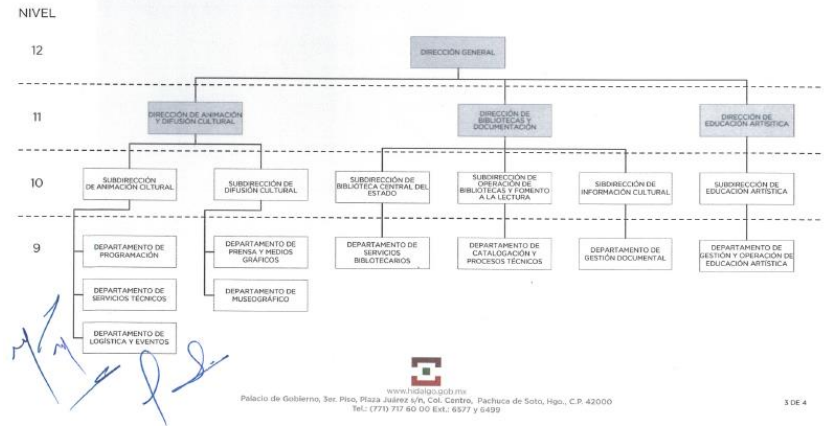 NIVEL
12
DIRECCIÓN GENERAL
11
DIRECCIÓN DE ANIMACIÓN
Y DIFUSIÓN CULTURAL
DIRECCIÓN DE
BIBLIOTECAS Y
DOCUMENTACIÓN
DIRECCIÓN DE
EDUCACIÓN ARTÍSITICA
10
SUBDIRECCIÓN
DE ANIMACIÓN CILTURAL
SUBDIRECCIÓN DE
DIFUSIÓN CULTURAL
SUBDIRECCIÓN DE
BIBLIOTECA CENTRAL DEL
ESTADO
SUBDIRECCIÓN DE
OPERACIÓN DE
BIBLIOTECAS Y FOMENTO
A LA LECTURA
SIBDIRECCIÓN DE
INFORMACIÓN CULTURAL
SUBDIRECCIÓN DE
EDUCACIÓN ARTÍSTICA
9
DEPARTAMENTO DE
PROGRAMACIÓN
DEPARTAMENTO DE
PRENSA Y MEDIOS
GRÁFICOS
DEPARTAMENTO DE
SERVICIOS
BIBLOTECARIOS
DEPARTAMENTO DE
CATALOGACIÓN Y
PROCESOS TÉCNICOS
DEPARTAMENTO DE
GESTIÓN DOCUMENTAL
DEPARTAMENTO DE
GESTIÓN Y OPERACIÓN DE
EDUCACIÓN ARTÍSTICA
DEPARTAMENTO DE
SERVICIOS TÉCNICOS
DEPARTAMENTO DE
MUSEOGRÁFICO
DEPARTAMENTO DE
LOGÍSTICA Y EVENTOS
www.hidalgo.gob.mx
Palacio de Gobierno, 3er. Piso, Plaza Juárez s/n, Col. Centro, Pachuca de Soto, Hgo., C.P. 42000
Tel.: (771) 717 60 00 Ext.: 6577 y 6499
3 DE 4